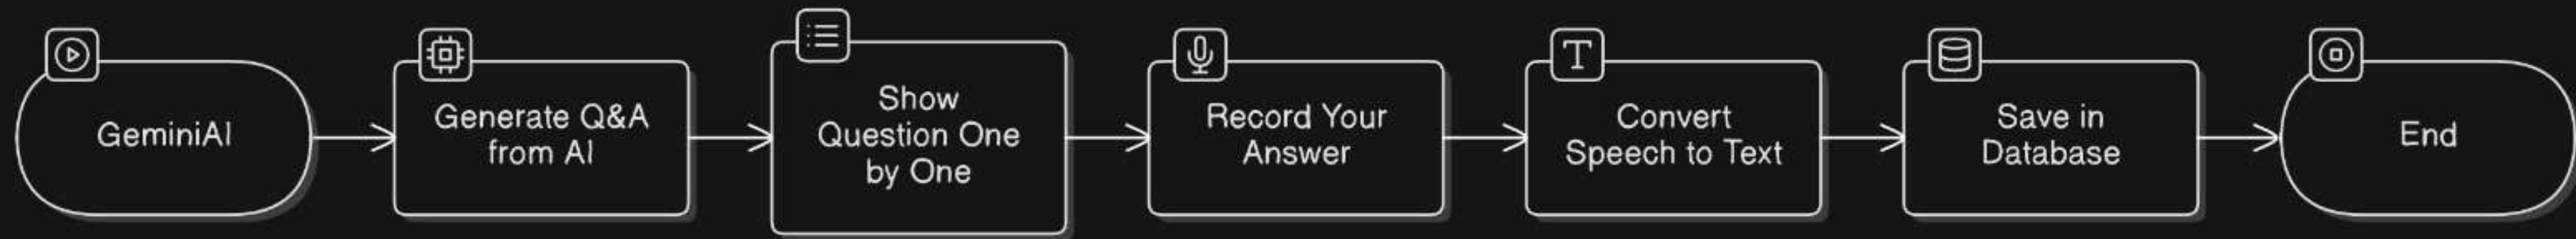 GeminiAI
Generate Q&A
from AI
Show
Question One
by One
Record Your
Answer
T
Convert
Speech to Text
Save in
Database
End